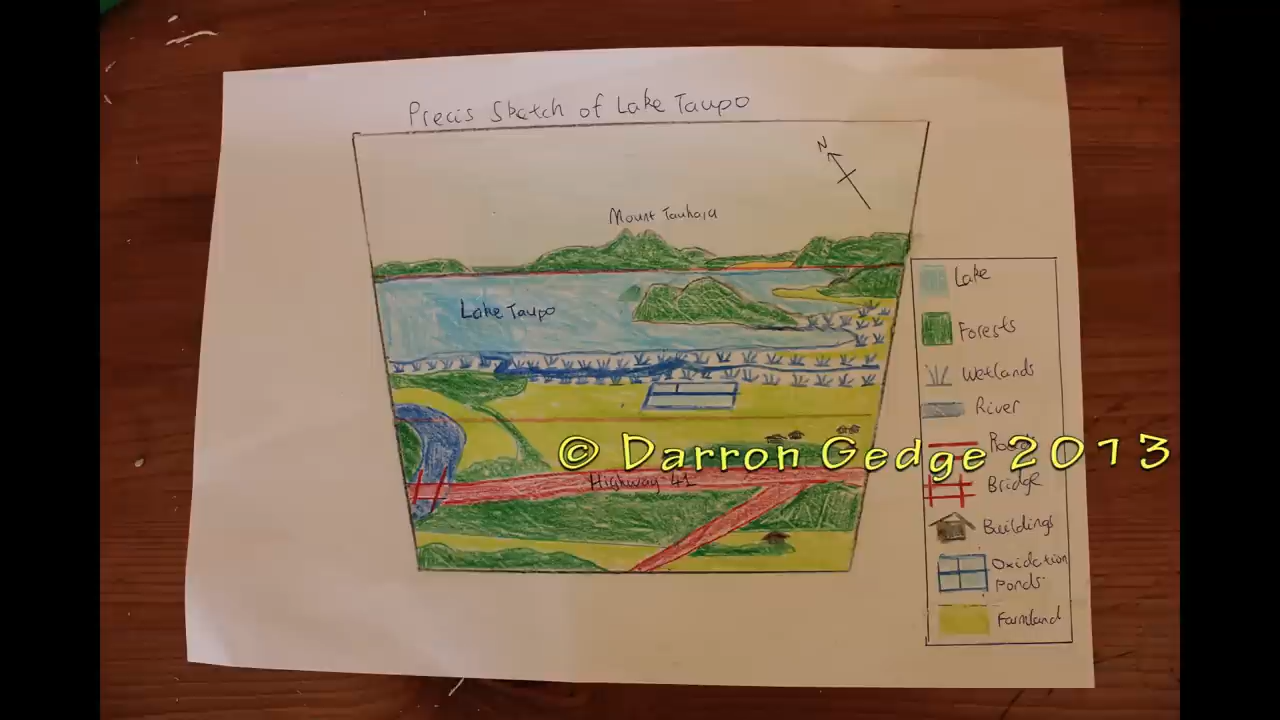 Precis Sketch of Lake Taupo
N
Mount Tauhara
Lake Taupo
Highway 41
Lake
Forests
Wetlands
River
Roads
Bridge
Buildings
Oxidation
Ponds
Farmland
© Darron Gedge 2013